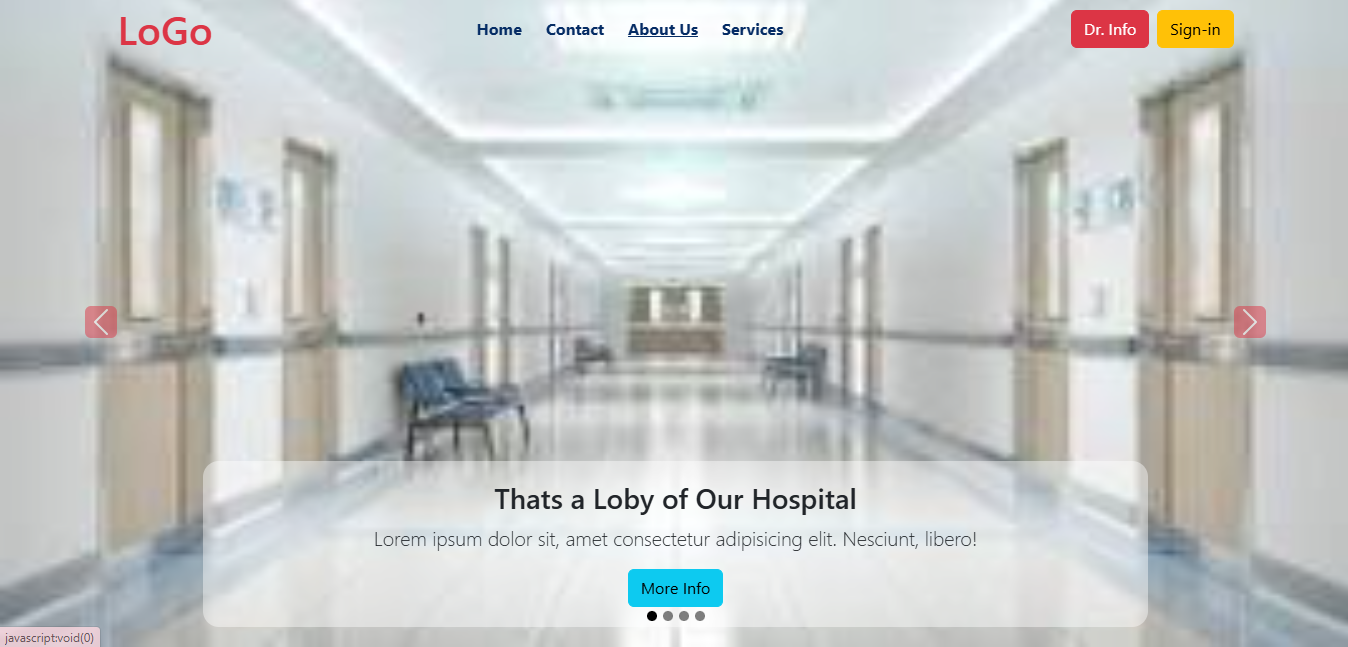 LoGo
Home Contact About Us Services
Dr. Info Sign-in
Thats a Loby of Our Hospital
Lorem ipsum dolor sit, amet consectetur adipisicing elit. Nesciunt, libero!
More Info
javascript:void(0)